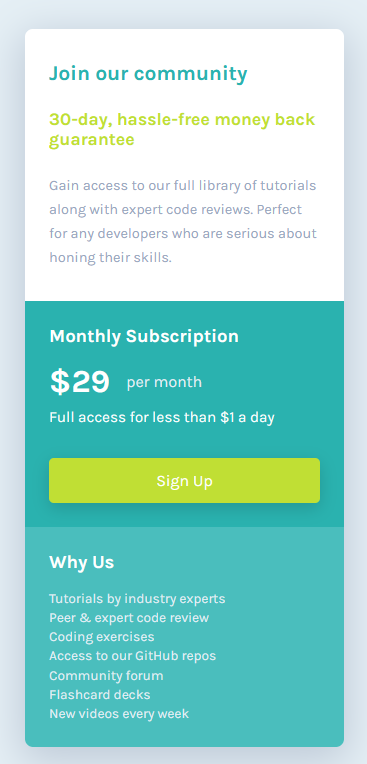 Join our community
30-day, hassle-free money back
guarantee
Gain access to our full library of tutorials
along with expert code reviews. Perfect
for any developers who are serious about
honing their skills.
Monthly Subscription
$29 per month
Full access for less than $1 a day
Sign Up
Why Us
Tutorials by industry experts
Peer & expert code review
Coding exercises
Access to our GitHub repos
Community forum
Flashcard decks
New videos every week